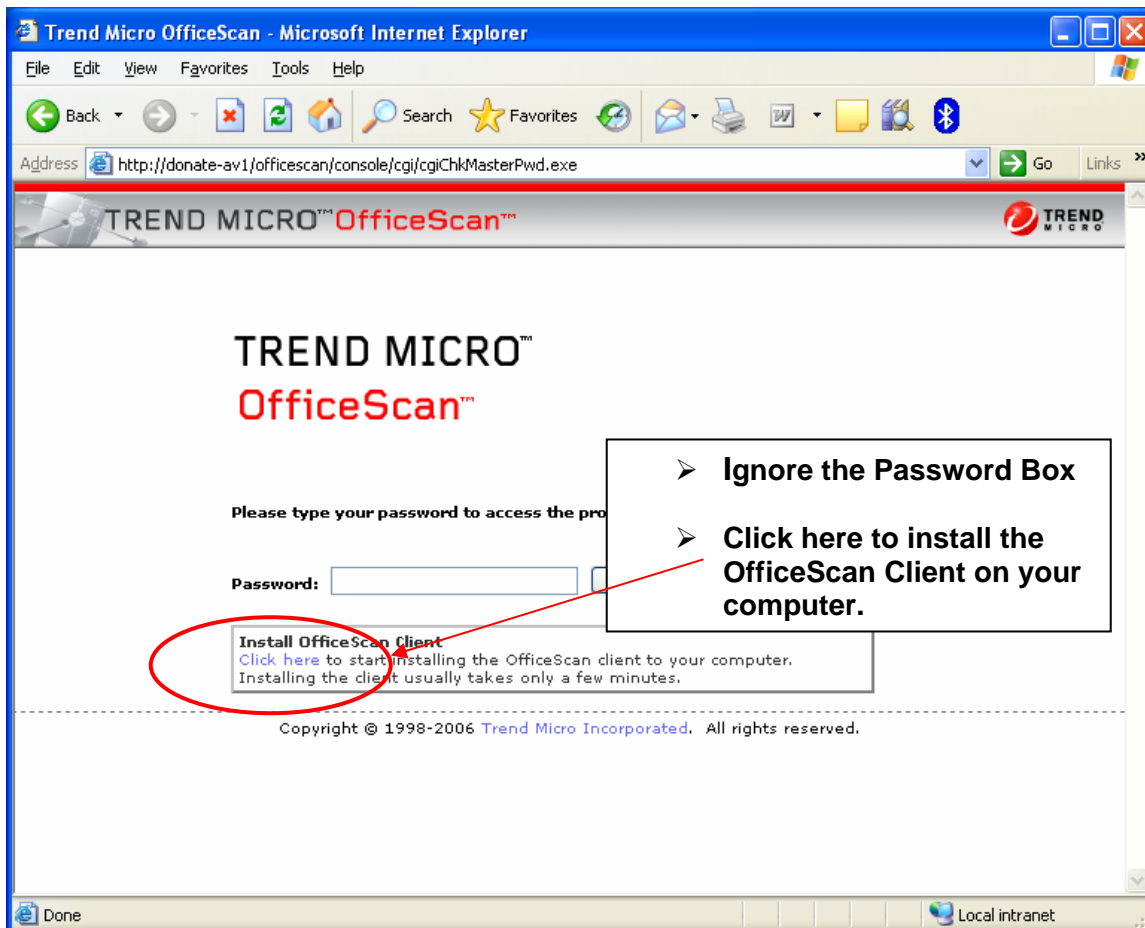 Trend Micro OfficeScan - Microsoft Internet Explorer
File Edit View Favorites Tools Help
Back Search Favorites
Address http://donate-av1/officescan/console/cgi/cgiChkMasterPwd.exe Go Links »
TREND MICRO™ OfficeScan™ TREND MICRO
TREND MICRO™
OfficeScan™
➢ Ignore the Password Box
➢ Click here to install the
OfficeScan Client on your
computer.
Please type your password to access the pro
Password:
Install OfficeScan Client
Click here to start installing the OfficeScan client to your computer.
Installing the client usually takes only a few minutes.
Copyright © 1998-2006 Trend Micro Incorporated. All rights reserved.
Done Local intranet